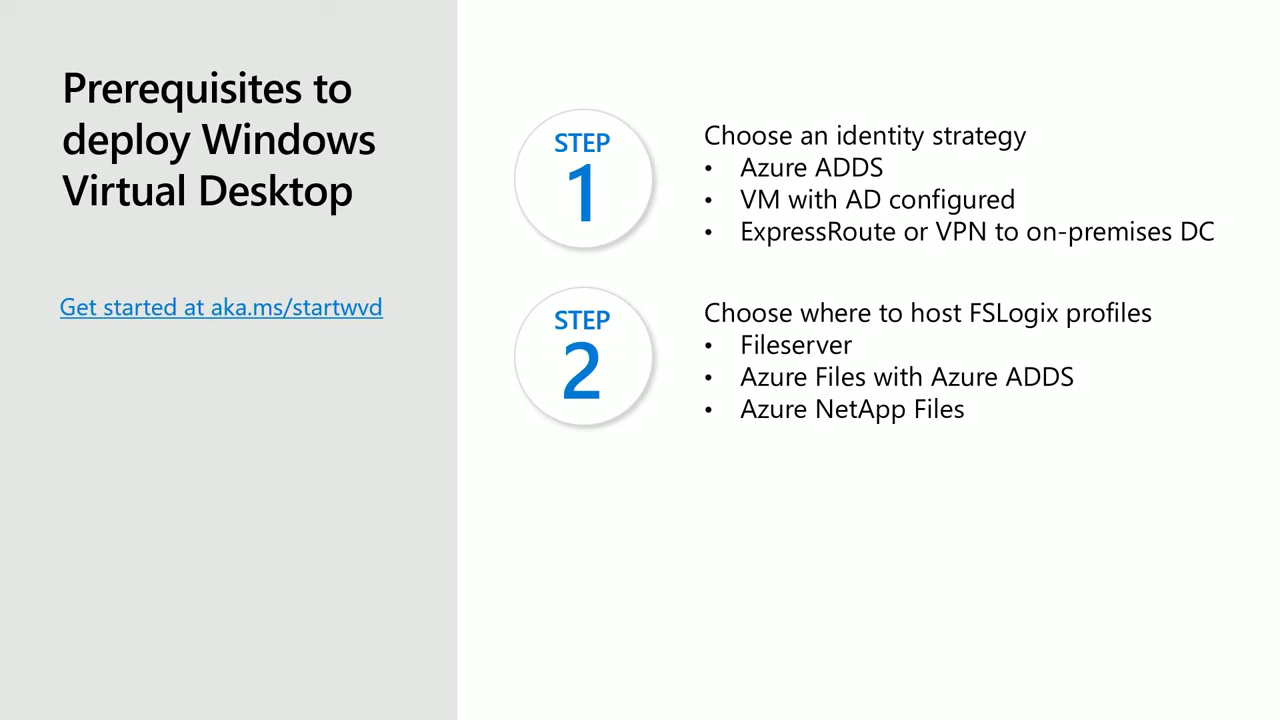 Prerequisites to
deploy Windows
Virtual Desktop
Get started at aka.ms/startwvd
STEP
1
Choose an identity strategy
• Azure ADDS
• VM with AD configured
• ExpressRoute or VPN to on-premises DC
STEP
2
Choose where to host FSLogix profiles
• Fileserver
• Azure Files with Azure ADDS
• Azure NetApp Files